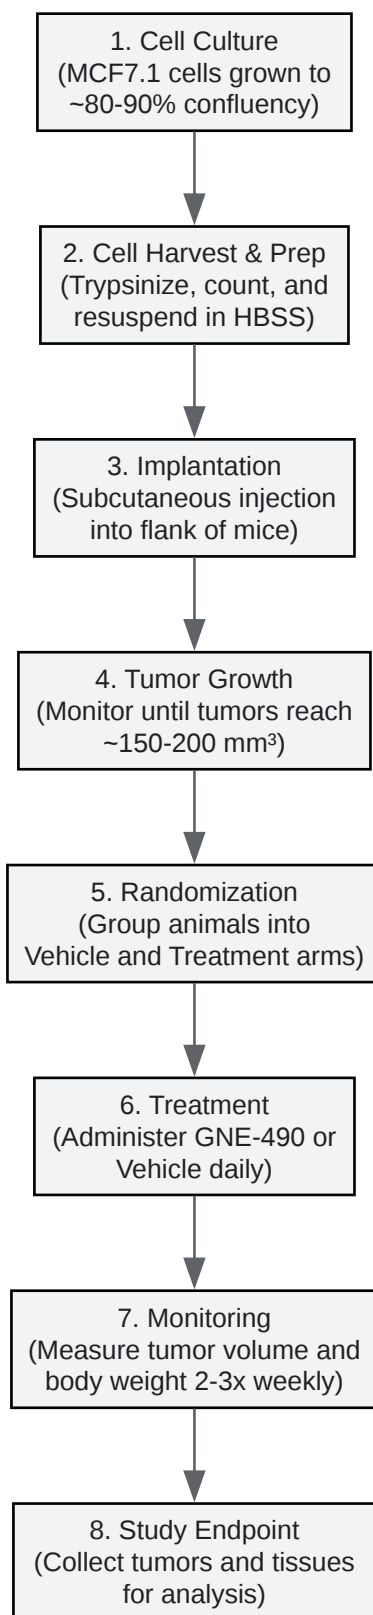 1. Cell Culture
(MCF7.1 cells grown to
~80-90% confluency)
2. Cell Harvest & Prep
(Trypsinize, count, and
resuspend in HBSS)
3. Implantation
(Subcutaneous injection
into flank of mice)
4. Tumor Growth
(Monitor until tumors reach
~150-200 mm³)
5. Randomization
(Group animals into
Vehicle and Treatment arms)
6. Treatment
(Administer GNE-490 or
Vehicle daily)
7. Monitoring
(Measure tumor volume and
body weight 2-3x weekly)
8. Study Endpoint
(Collect tumors and tissues
for analysis)